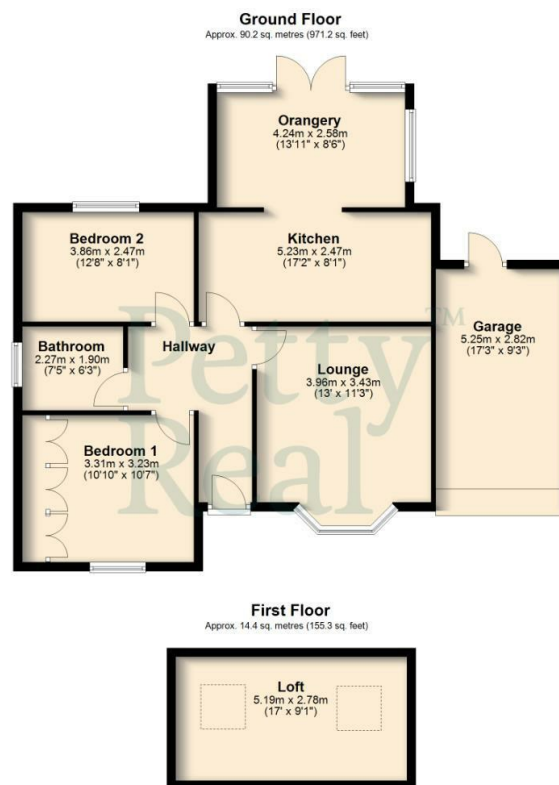 Ground Floor
Approx. 90.2 sq. metres (971.2 sq. feet)
Orangery
4.24m x 2.58m
(13'11" x 8'6")
Bedroom 2
3.86m x 2.47m
(12'8" x 8'1")
Kitchen
5.23m x 2.47m
(17'2" x 8'1")
Garage
5.25m x 2.82m
(17'3" x 9'3")
Bathroom
2.27m x 1.90m
(7'5" x 6'3")
Hallway
Lounge
3.96m x 3.43m
(13' x 11'3")
Bedroom 1
3.31m x 3.23m
(10'10" x 10'7")
Petty™
Real
First Floor
Approx. 14.4 sq. metres (155.3 sq. feet)
Loft
5.19m x 2.78m
(17' x 9'1")